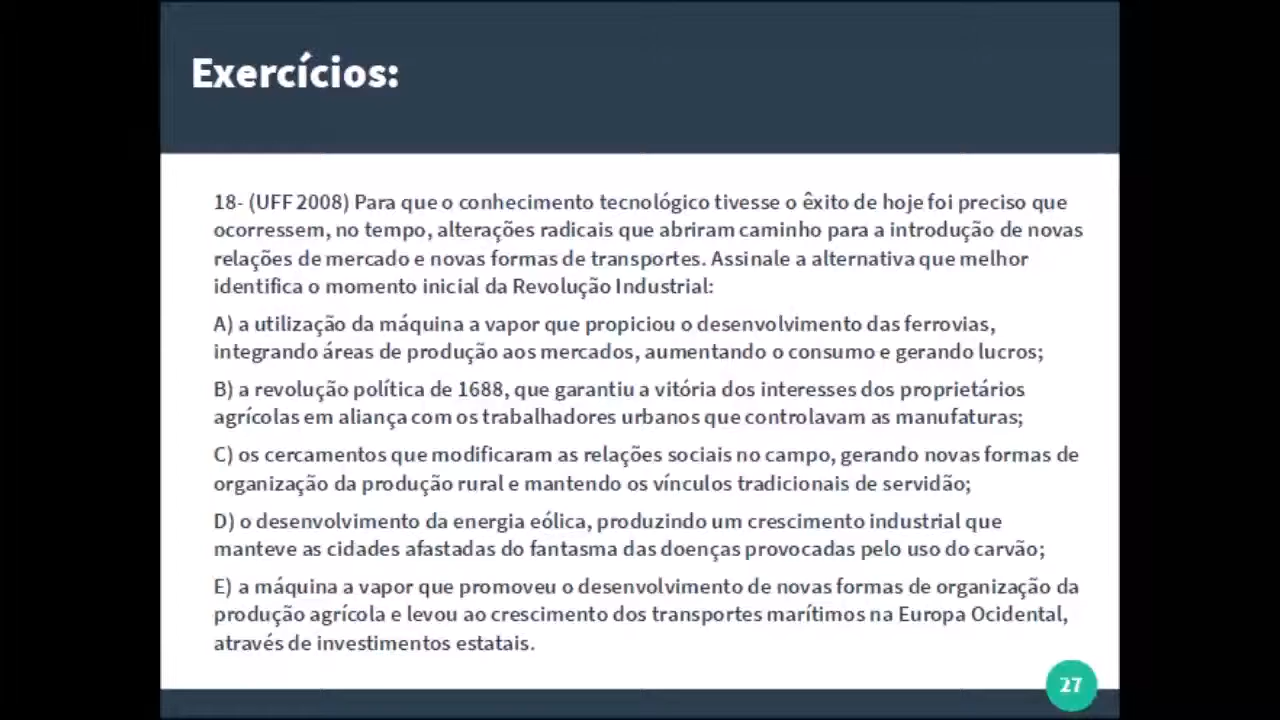 Exercícios:
18- (UFF 2008) Para que o conhecimento tecnológico tivesse o êxito de hoje foi preciso que
ocorressem, no tempo, alterações radicais que abriram caminho para a introdução de novas
relações de mercado e novas formas de transportes. Assinale a alternativa que melhor
identifica o momento inicial da Revolução Industrial:
A) a utilização da máquina a vapor que propiciou o desenvolvimento das ferrovias,
integrando áreas de produção aos mercados, aumentando o consumo e gerando lucros;
B) a revolução política de 1688, que garantiu a vitória dos interesses dos proprietários
agrícolas em aliança com os trabalhadores urbanos que controlavam as manufaturas;
C) os cercamentos que modificaram as relações sociais no campo, gerando novas formas de
organização da produção rural e mantendo os vínculos tradicionais de servidão;
D) o desenvolvimento da energia eólica, produzindo um crescimento industrial que
manteve as cidades afastadas do fantasma das doenças provocadas pelo uso do carvão;
E) a máquina a vapor que promoveu o desenvolvimento de novas formas de organização da
produção agrícola e levou ao crescimento dos transportes marítimos na Europa Ocidental,
através de investimentos estatais.
27